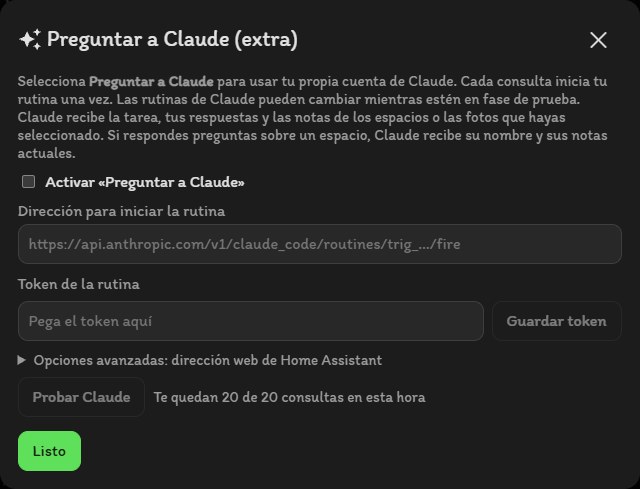 Preguntar a Claude (extra)
Selecciona Preguntar a Claude para usar tu propia cuenta de Claude. Cada consulta inicia tu
rutina una vez. Las rutinas de Claude pueden cambiar mientras estén en fase de prueba.
Claude recibe la tarea, tus respuestas y las notas de los espacios o las fotos que hayas
seleccionado. Si respondes preguntas sobre un espacio, Claude recibe su nombre y sus notas
actuales.
Activar «Preguntar a Claude»
Dirección para iniciar la rutina
https://api.anthropic.com/v1/claude_code/routines/trig_.../fire
Token de la rutina
Pega el token aquí
Guardar token
Opciones avanzadas: dirección web de Home Assistant
Probar Claude
Te quedan 20 de 20 consultas en esta hora
Listo